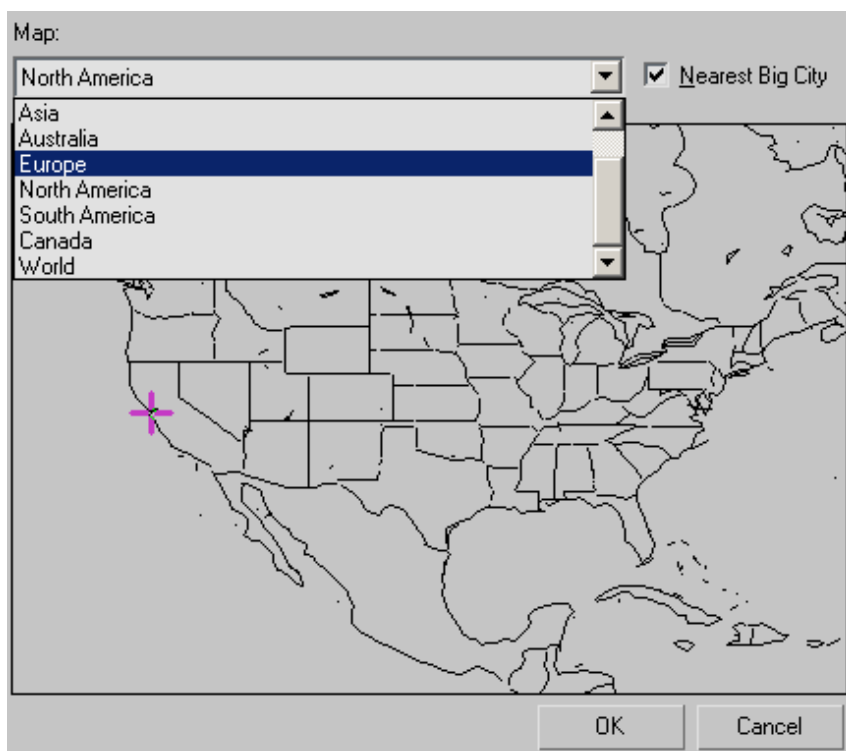 Map:
North America
Nearest Big City
Asia
Australia
Europe
North America
South America
Canada
World
OK
Cancel